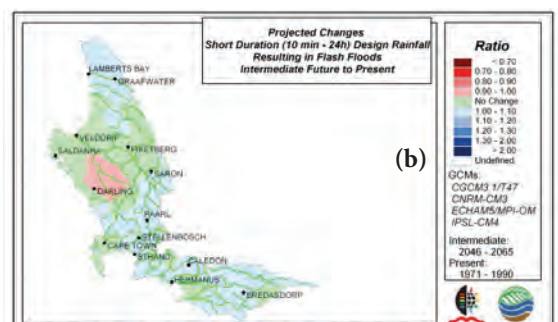 Projected Changes
Short Duration (10 min - 24h) Design Rainfall
Resulting in Flash Floods
Intermediate Future to Present
LAMBERTS BAY
GRAAFWATER
VELDDRIF
PIKETBERG
SALDANHA
SARON
DARLING
PAARL
STELLENBOSCH
CAPE TOWN
STRAND
CALEDON
HERMANUS
BREDASDORP
(b)
Ratio
< 0.70
0.70 - 0.80
0.80 - 0.90
0.90 - 1.00
No Change
1.00 - 1.10
1.10 - 1.20
1.20 - 1.30
1.30 - 2.00
> 2.00
Undefined
GCMs:
CGCM3.1/T47
CNRM-CM3
ECHAM5/MPI-OM
IPSL-CM4
Intermediate:
2046 - 2065
Present:
1971 - 1990